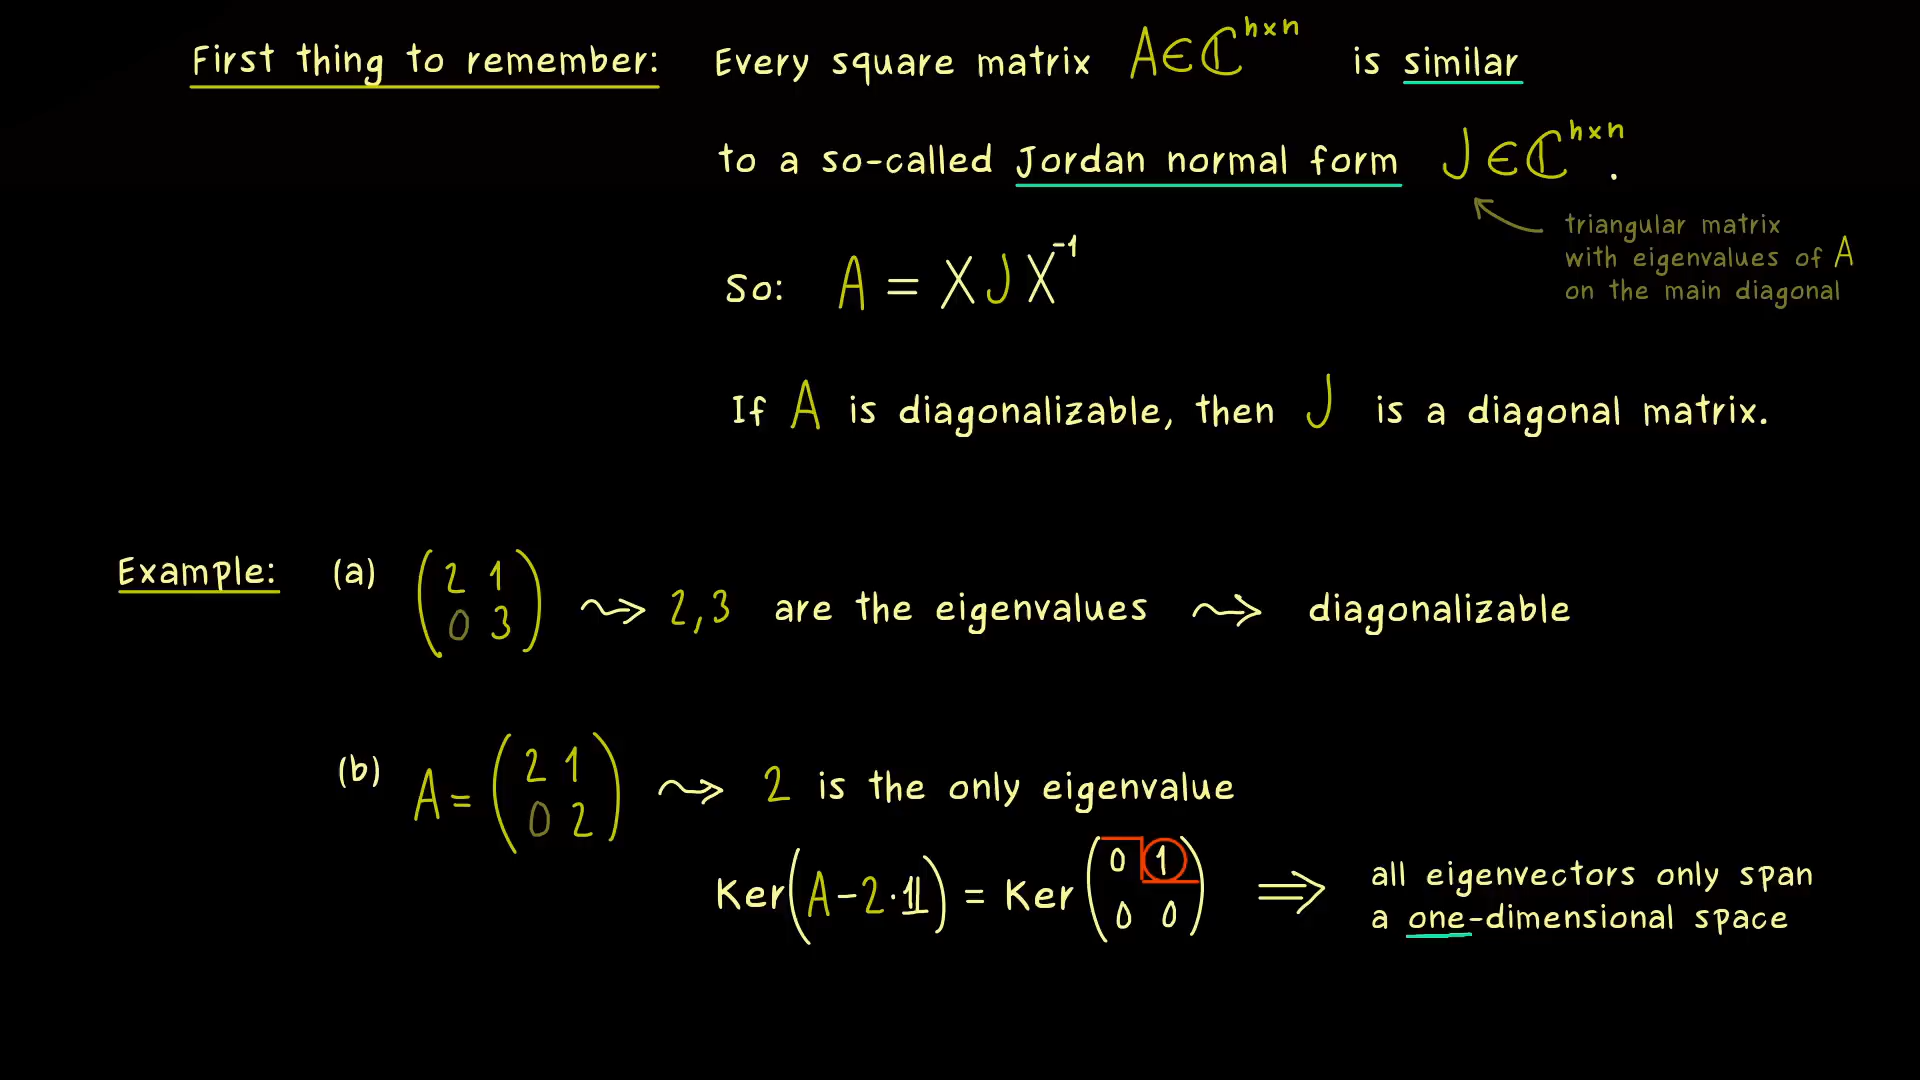 First thing to remember: Every square matrix A∈ℂⁿˣⁿ is similar
to a so-called Jordan normal form J∈ℂⁿˣⁿ.
triangular matrix
with eigenvalues of A
on the main diagonal
So: A = XJX⁻¹
If A is diagonalizable, then J is a diagonal matrix.
Example: (a) (2 1
0 3) ⇝ 2,3 are the eigenvalues ⇝ diagonalizable
(b) A = (2 1
0 2) ⇝ 2 is the only eigenvalue
Ker(A-2·𝟙) = Ker(0 1
0 0) ⟹ all eigenvectors only span
a one-dimensional space